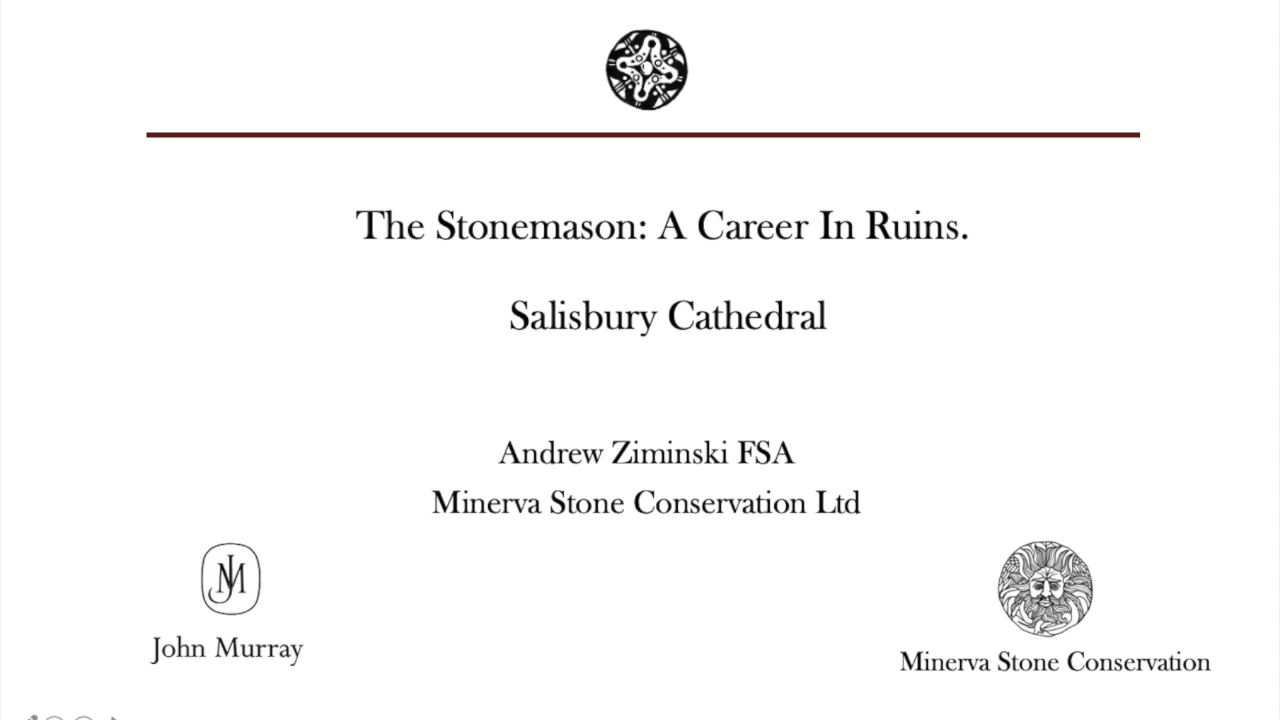 The Stonemason: A Career In Ruins.
Salisbury Cathedral
Andrew Ziminski FSA
Minerva Stone Conservation Ltd
JM
John Murray
Minerva Stone Conservation